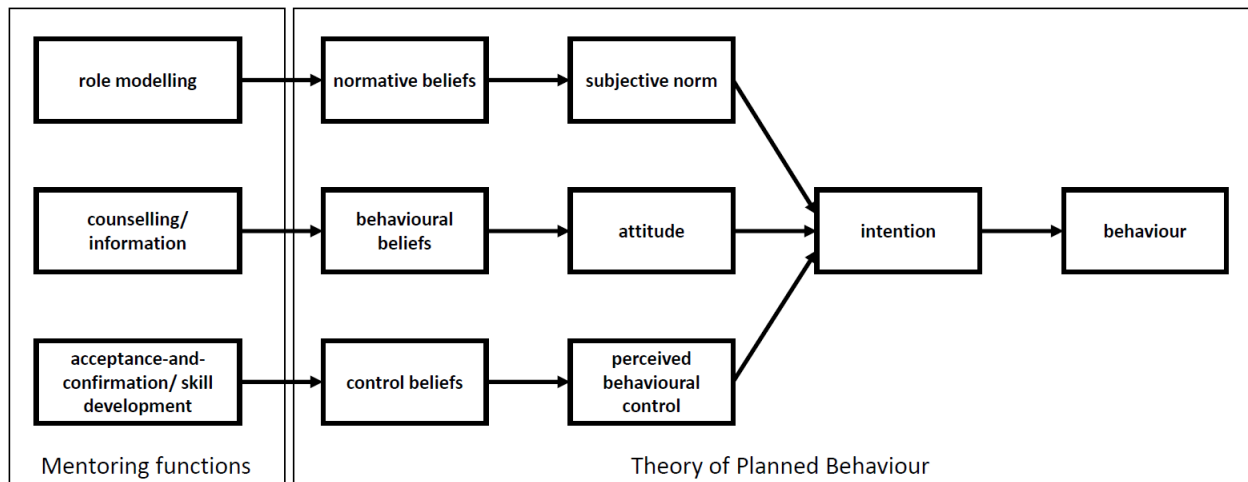 role modelling
normative beliefs
subjective norm
counselling/
information
behavioural
beliefs
attitude
intention
behaviour
acceptance-and-
confirmation/ skill
development
control beliefs
perceived
behavioural
control
Mentoring functions
Theory of Planned Behaviour